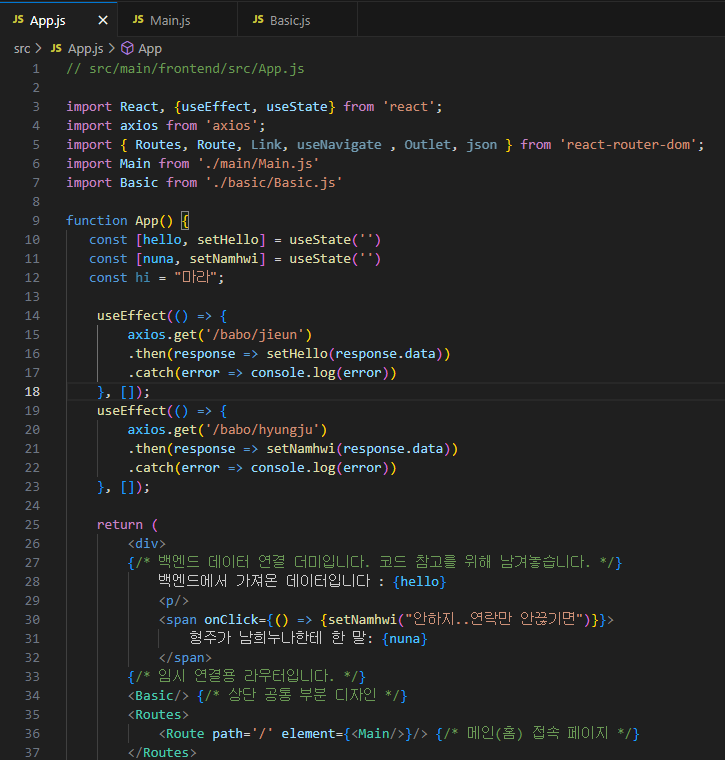 JS App.js × JS Main.js JS Basic.js
src > JS App.js > App
1 // src/main/frontend/src/App.js
2
3 import React, {useEffect, useState} from 'react';
4 import axios from 'axios';
5 import { Routes, Route, Link, useNavigate , Outlet, json } from 'react-router-dom';
6 import Main from './main/Main.js'
7 import Basic from './basic/Basic.js'
8
9 function App() {
10 const [hello, setHello] = useState('')
11 const [nuna, setNamhwi] = useState('')
12 const hi = "마라";
13
14 useEffect(() => {
15 axios.get('/babo/jieun')
16 .then(response => setHello(response.data))
17 .catch(error => console.log(error))
18 }, []);
19 useEffect(() => {
20 axios.get('/babo/hyungju')
21 .then(response => setNamhwi(response.data))
22 .catch(error => console.log(error))
23 }, []);
24
25 return (
26 <div>
27 {/* 백엔드 데이터 연결 더미입니다. 코드 참고를 위해 남겨놓습니다. */}
28 백엔드에서 가져온 데이터입니다 : {hello}
29 <p/>
30 <span onClick={() => {setNamhwi("안하지..연락만 안끊기면")}}>
31 형주가 남희누나한테 한 말: {nuna}
32 </span>
33 {/* 임시 연결용 라우터입니다. */}
34 <Basic/> {/* 상단 공통 부분 디자인 */}
35 <Routes>
36 <Route path='/' element={<Main/>}/> {/* 메인(홈) 접속 페이지 */}
37 </Routes>